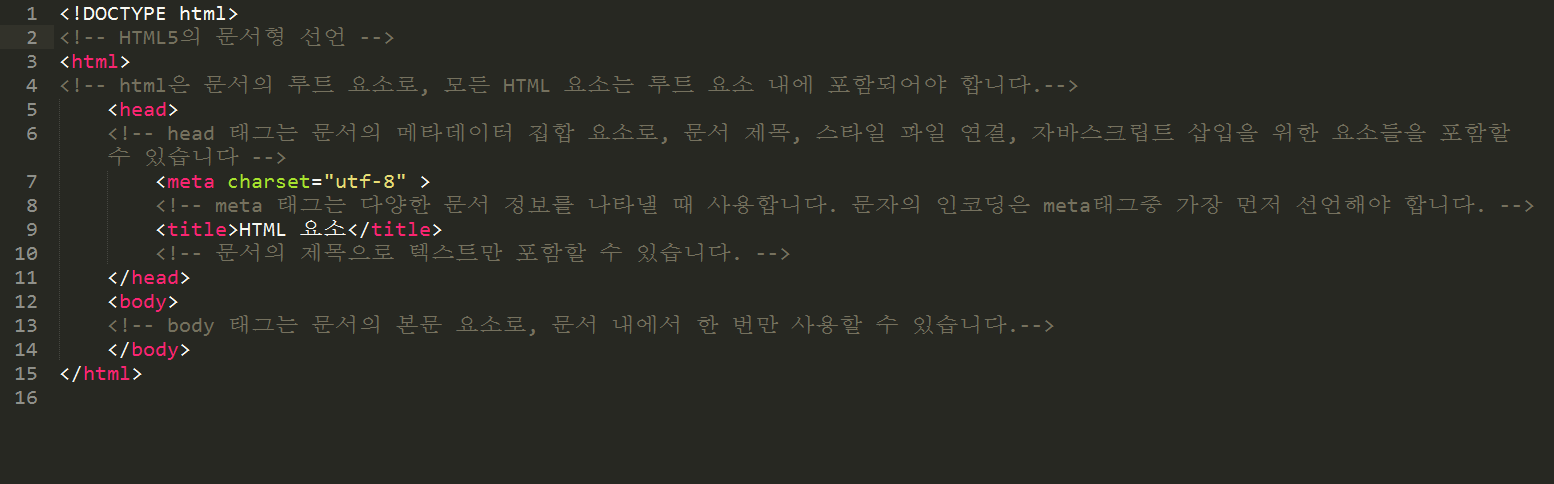 1 <!DOCTYPE html>
2 <!-- HTML5의 문서형 선언 -->
3 <html>
4 <!-- html은 문서의 루트 요소로, 모든 HTML 요소는 루트 요소 내에 포함되어야 합니다.-->
5 <head>
6 <!-- head 태그는 문서의 메타데이터 집합 요소로, 문서 제목, 스타일 파일 연결, 자바스크립트 삽입을 위한 요소들을 포함할
수 있습니다 -->
7 <meta charset="utf-8" >
8 <!-- meta 태그는 다양한 문서 정보를 나타낼 때 사용합니다. 문자의 인코딩은 meta태그중 가장 먼저 선언해야 합니다. -->
9 <title>HTML 요소</title>
10 <!-- 문서의 제목으로 텍스트만 포함할 수 있습니다. -->
11 </head>
12 <body>
13 <!-- body 태그는 문서의 본문 요소로, 문서 내에서 한 번만 사용할 수 있습니다.-->
14 </body>
15 </html>
16